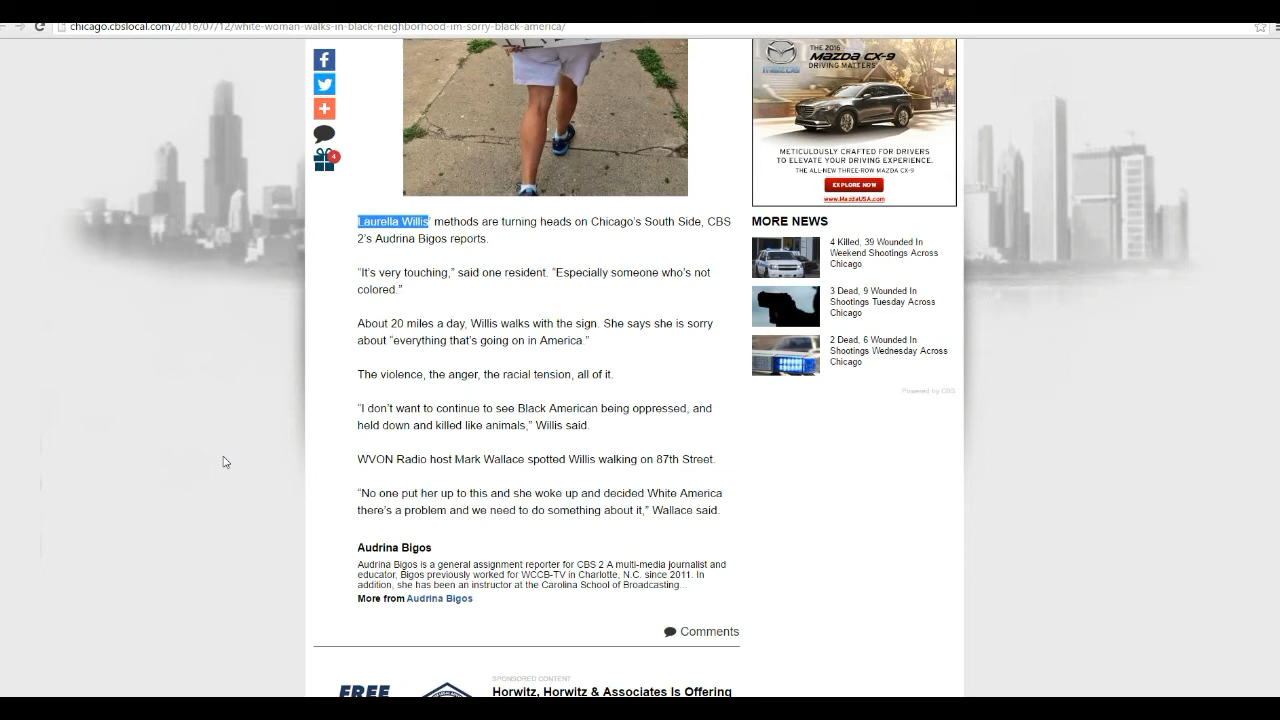 chicago.cbslocal.com/2016/07/12/white-woman-walks-in-black-neighborhood-im-sorry-black-america/
4
THE 2016
MAZDA CX-9
DRIVING MATTERS
METICULOUSLY CRAFTED FOR DRIVERS
TO ELEVATE YOUR DRIVING EXPERIENCE.
THE ALL-NEW THREE-ROW MAZDA CX-9
EXPLORE NOW
www.MazdaUSA.com
Laurella Willis' methods are turning heads on Chicago's South Side, CBS
2's Audrina Bigos reports.
"It's very touching," said one resident. "Especially someone who's not
colored."
About 20 miles a day, Willis walks with the sign. She says she is sorry
about "everything that's going on in America."
The violence, the anger, the racial tension, all of it.
"I don't want to continue to see Black American being oppressed, and
held down and killed like animals," Willis said.
WVON Radio host Mark Wallace spotted Willis walking on 87th Street.
"No one put her up to this and she woke up and decided White America
there's a problem and we need to do something about it," Wallace said.
Audrina Bigos
Audrina Bigos is a general assignment reporter for CBS 2 A multi-media journalist and
educator, Bigos previously worked for WCCB-TV in Charlotte, N.C. since 2011. In
addition, she has been an instructor at the Carolina School of Broadcasting...
More from Audrina Bigos
Comments
MORE NEWS
4 Killed, 39 Wounded In
Weekend Shootings Across
Chicago
3 Dead, 9 Wounded In
Shootings Tuesday Across
Chicago
2 Dead, 6 Wounded In
Shootings Wednesday Across
Chicago
Powered by CBS
SPONSORED CONTENT
FREE
Horwitz, Horwitz & Associates Is Offering